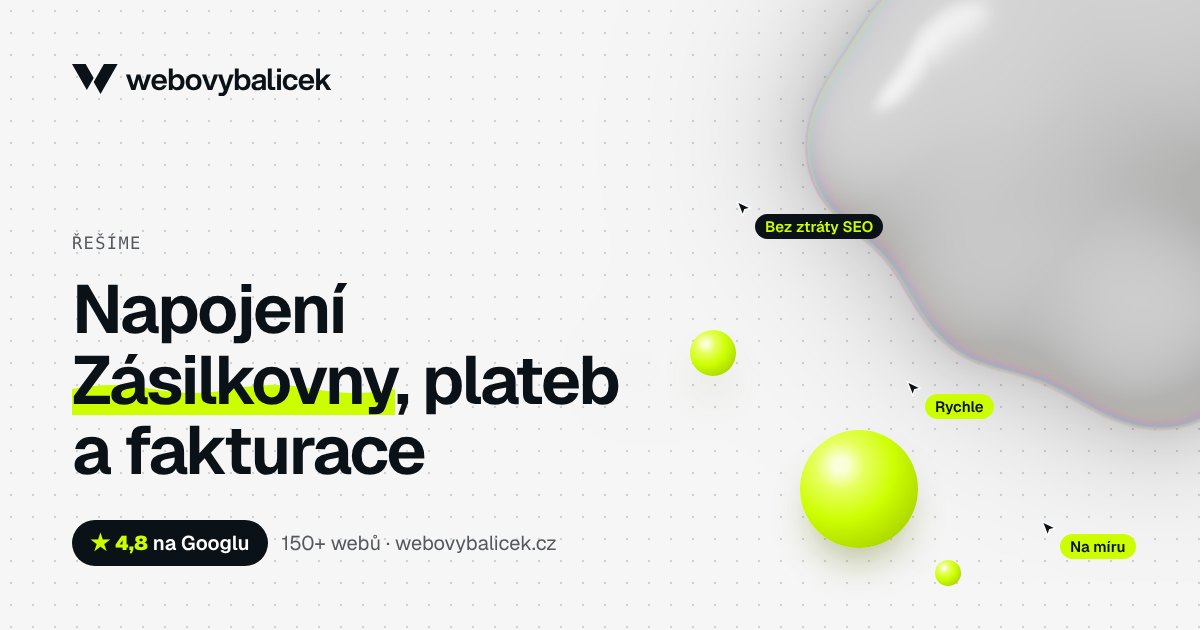 webovybalicek
ŘEŠÍME
Napojení
Zásilkovny, plateb
a fakturace
★ 4,8 na Googlu
150+ webů · webovybalicek.cz
Bez ztráty SEO
Rychle
Na míru